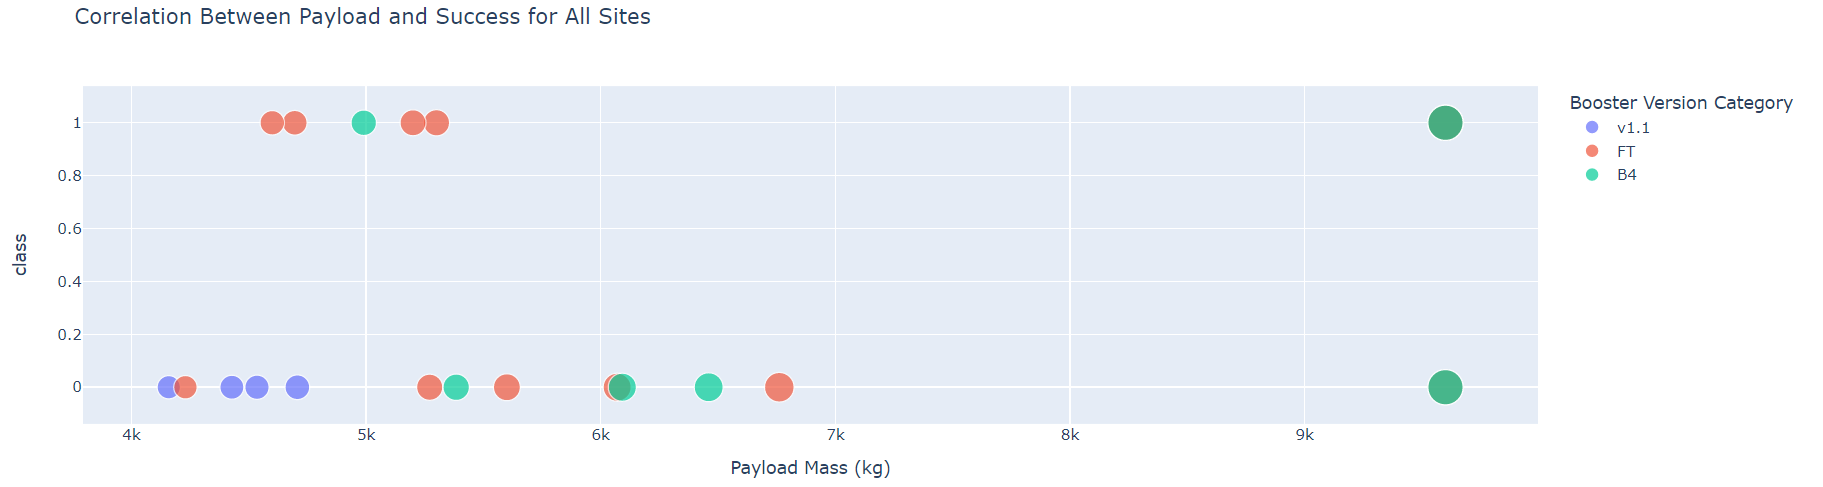 Correlation Between Payload and Success for All Sites
Booster Version Category
v1.1
FT
B4
class
1
0.8
0.6
0.4
0.2
0
4k 5k 6k 7k 8k 9k
Payload Mass (kg)